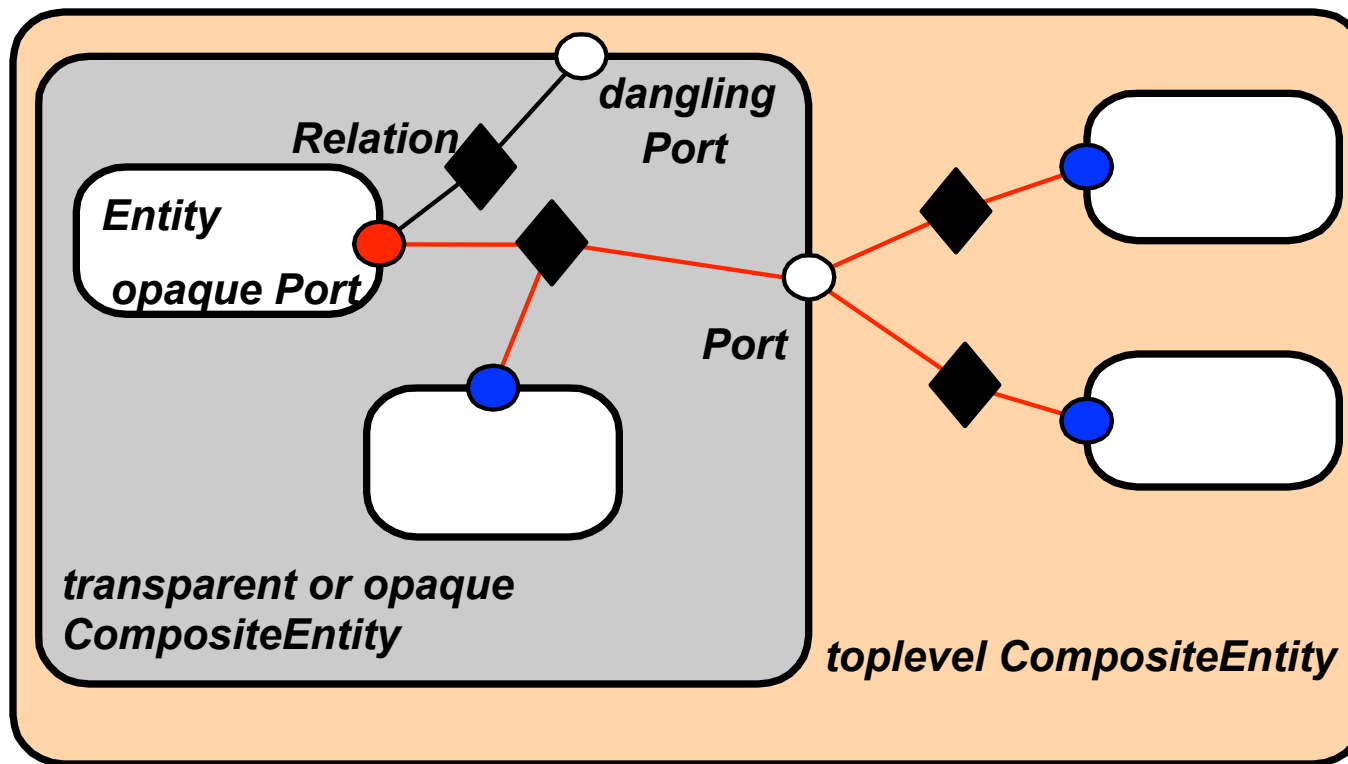 dangling
Port
Relation
Entity
opaque Port
Port
transparent or opaque
CompositeEntity
toplevel CompositeEntity